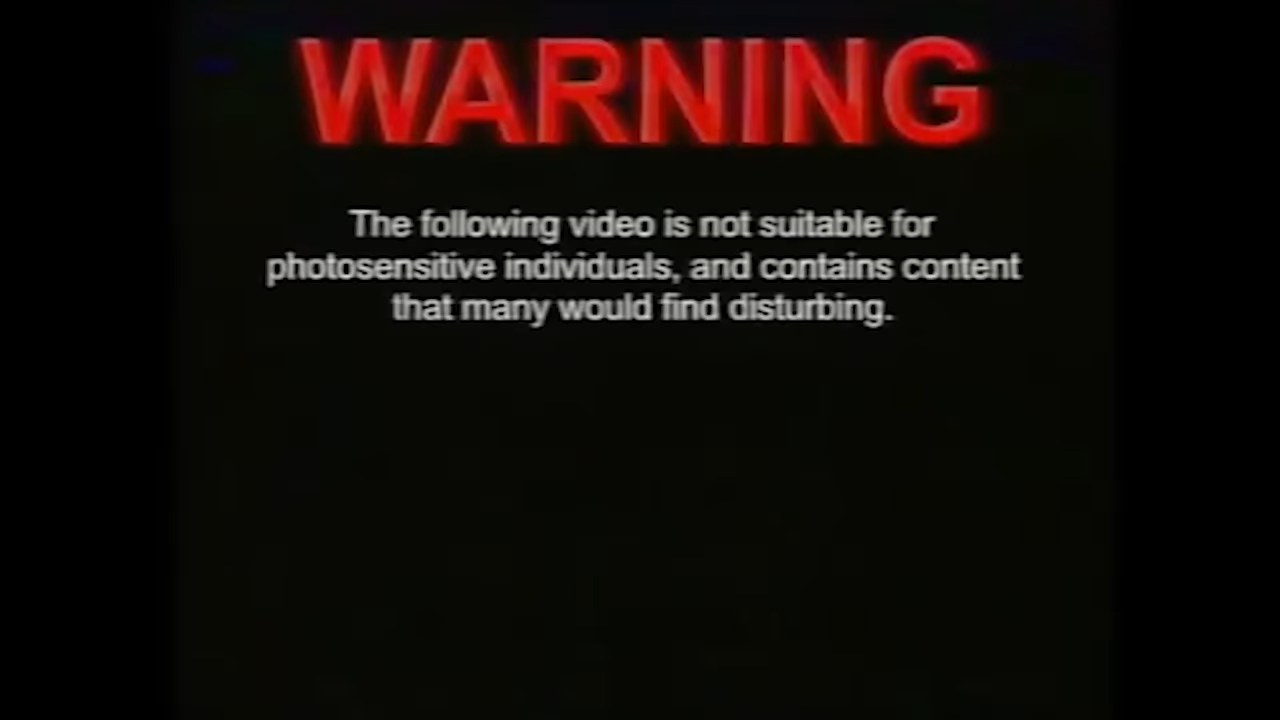 WARNING
The following video is not suitable for
photosensitive individuals, and contains content
that many would find disturbing.